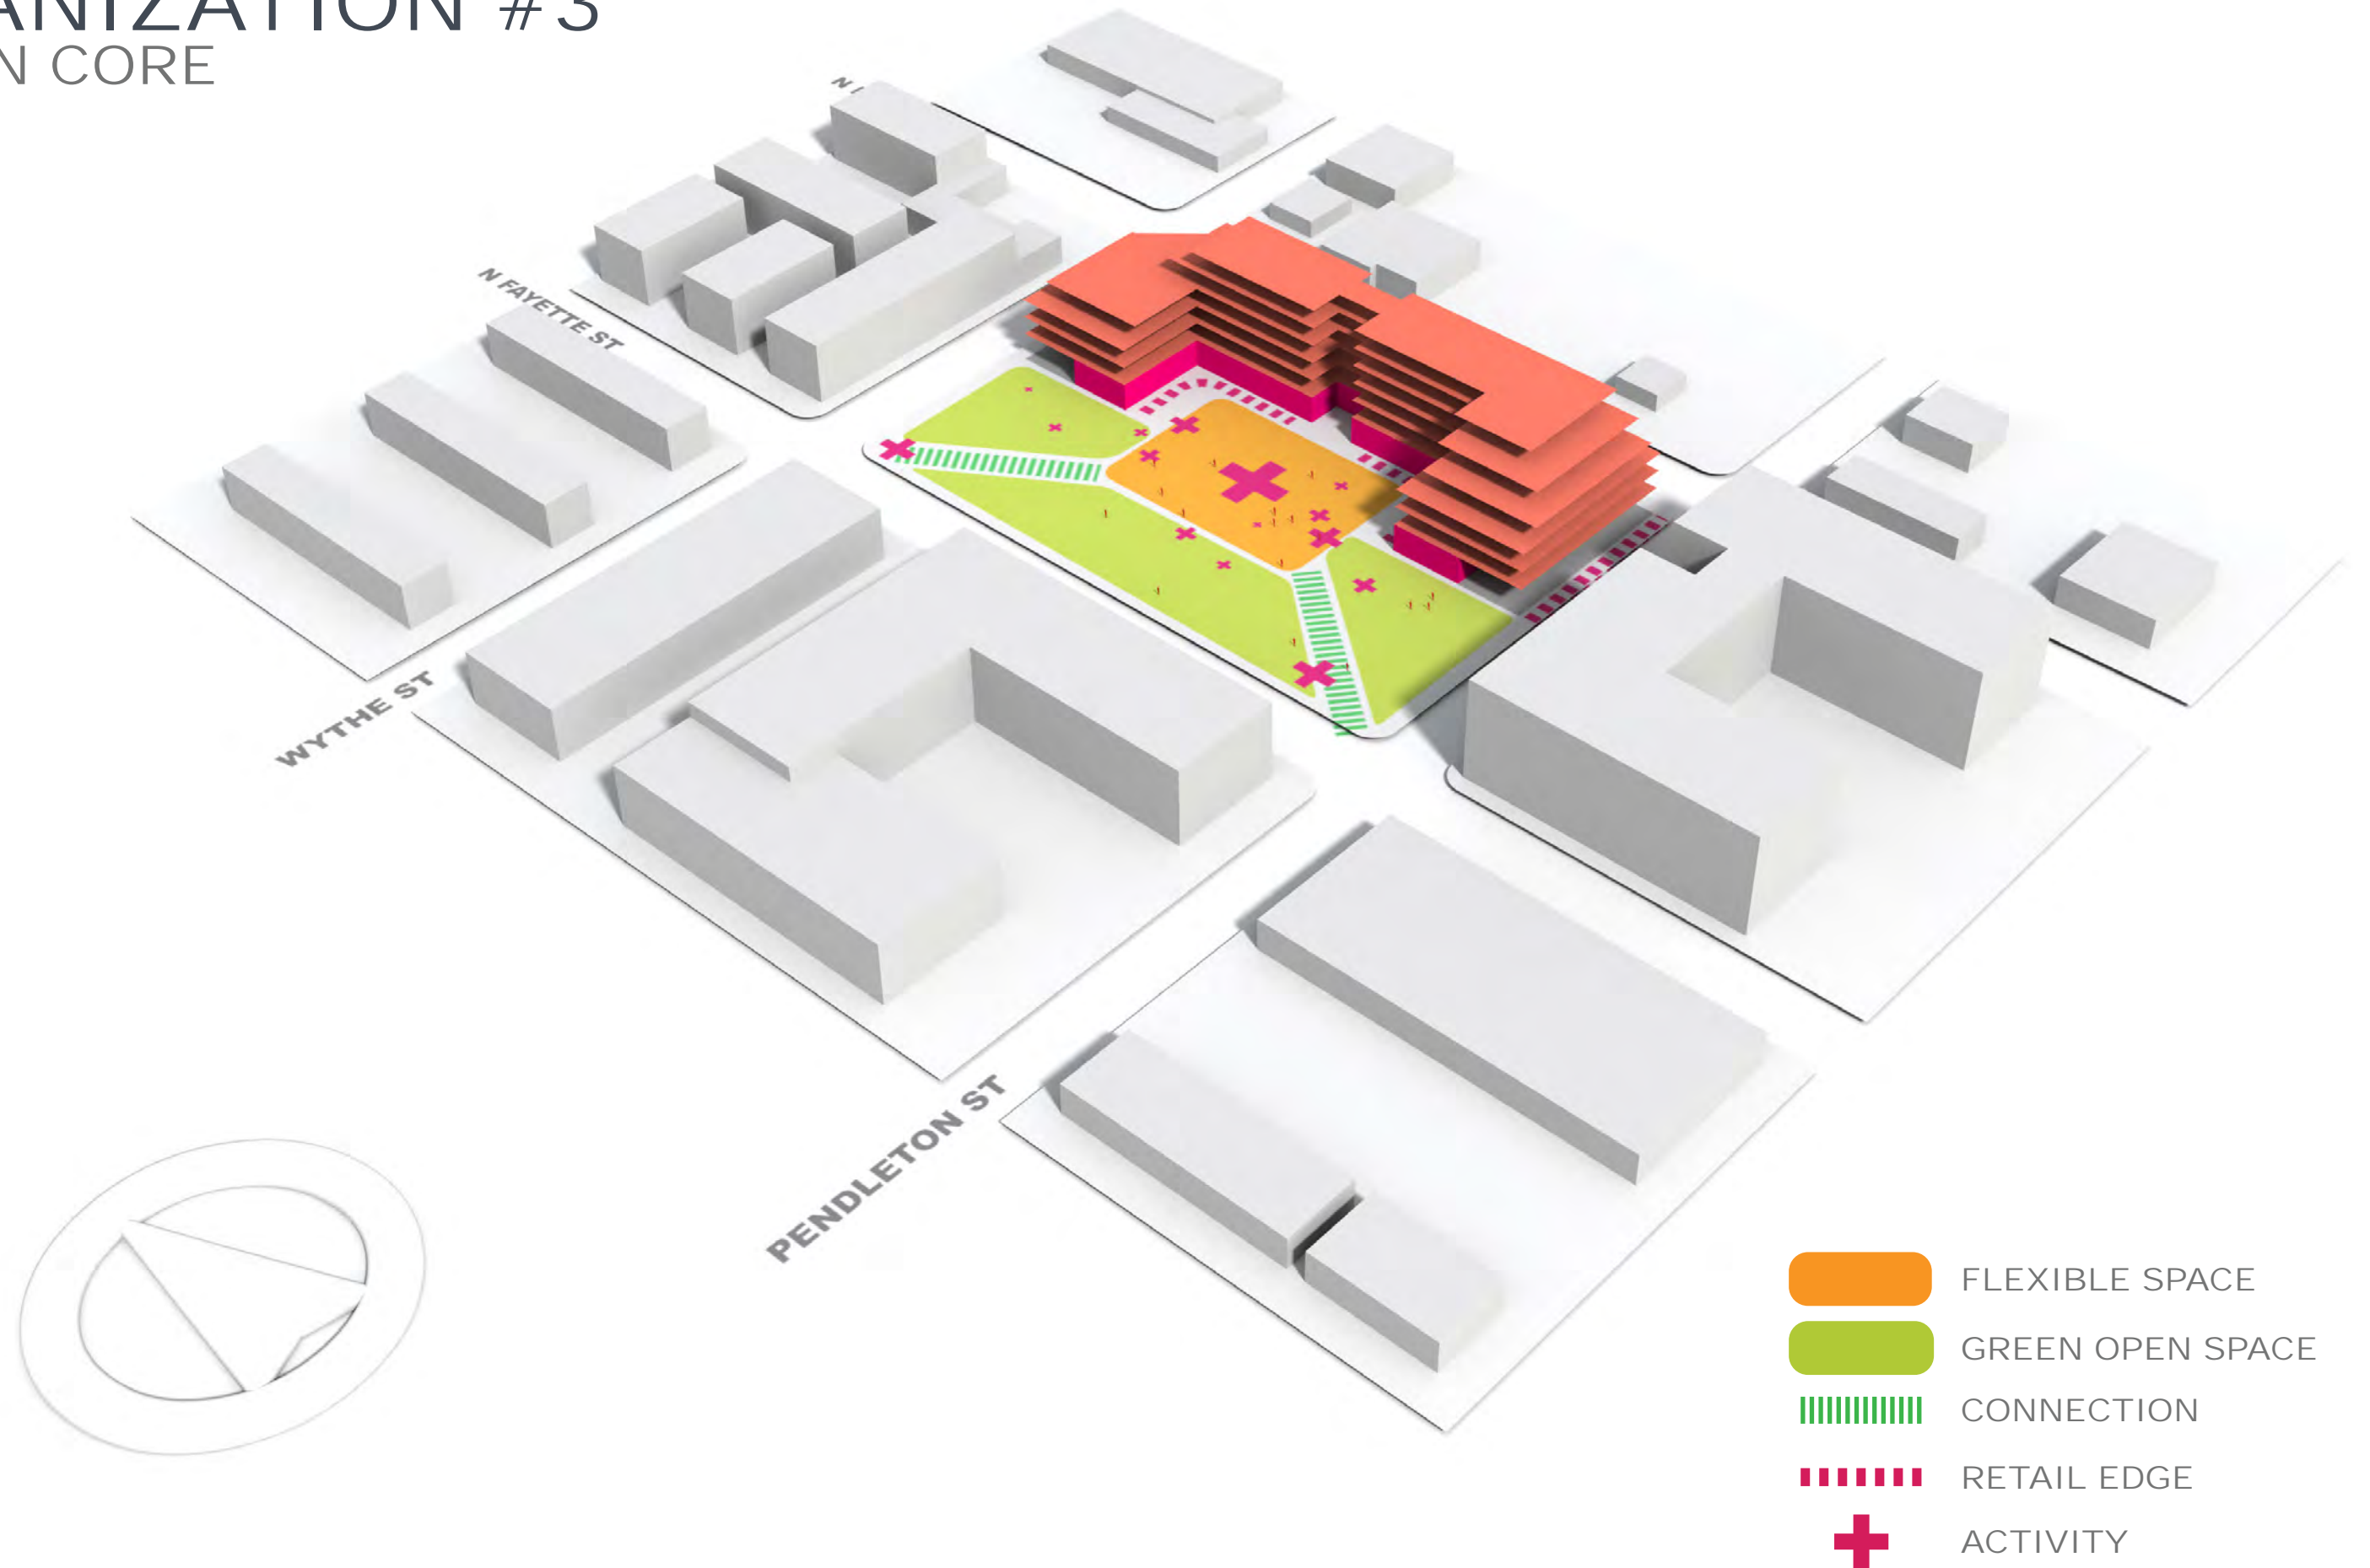 ANIZATION #3
N CORE
N FAYETTE ST
WYTHE ST
PENDLETON ST
FLEXIBLE SPACE
GREEN OPEN SPACE
CONNECTION
RETAIL EDGE
ACTIVITY